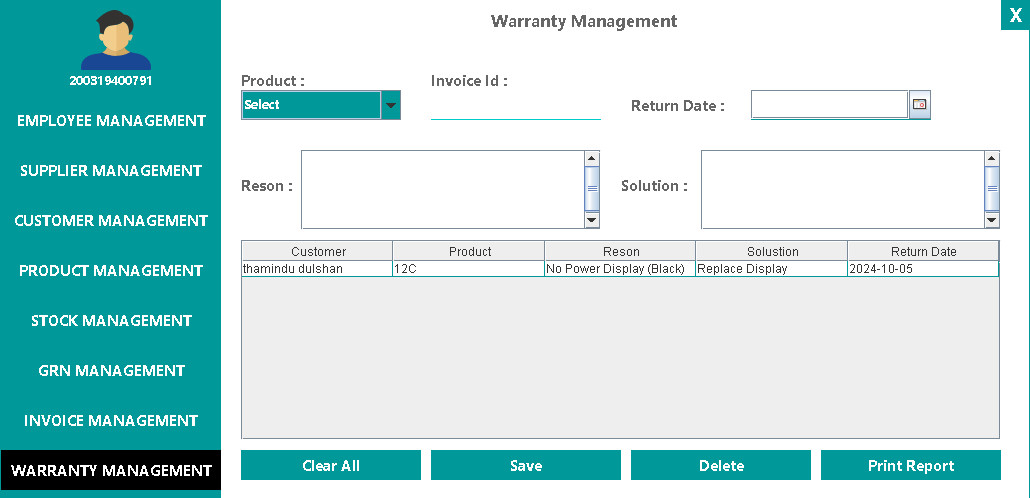 Warranty Management
X
200319400791
EMPLOYEE MANAGEMENT
SUPPLIER MANAGEMENT
CUSTOMER MANAGEMENT
PRODUCT MANAGEMENT
STOCK MANAGEMENT
GRN MANAGEMENT
INVOICE MANAGEMENT
WARRANTY MANAGEMENT
Product :
Select
Invoice Id :
Return Date :
Reson :
Solution :
Customer Product Reson Solustion Return Date
thamindu dulshan 12C No Power Display (Black) Replace Display 2024-10-05
Clear All Save Delete Print Report